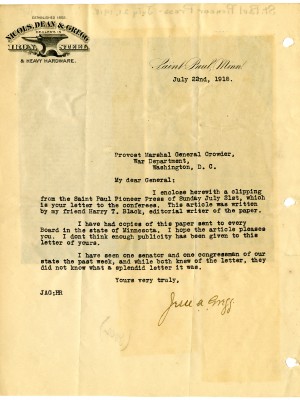 ESTABLISHED 1855
NICOLS, DEAN & GREGG
DEALERS IN
IRON, STEEL
& HEAVY HARDWARE.
Saint Paul, Minn.
July 22nd, 1918.
Provost Marshal General Crowder,
War Department,
Washington, D. C.
My dear General:
I enclose herewith a clipping
from the Saint Paul Pioneer Press of Sunday July 21st, which
is your letter to the conferees. This article was written
by my friend Harry T. Black, editorial writer of the paper.
I have had copies of this paper sent to every
Board in the state of Minnesota. I hope the article pleases
you. I dont think enough publicity has been given to this
letter of yours.
I have seen one senator and one congressman of our
state the past week, and while both knew of the letter, they
did not know what a splendid letter it was.
Yours very truly,
JAG:HR